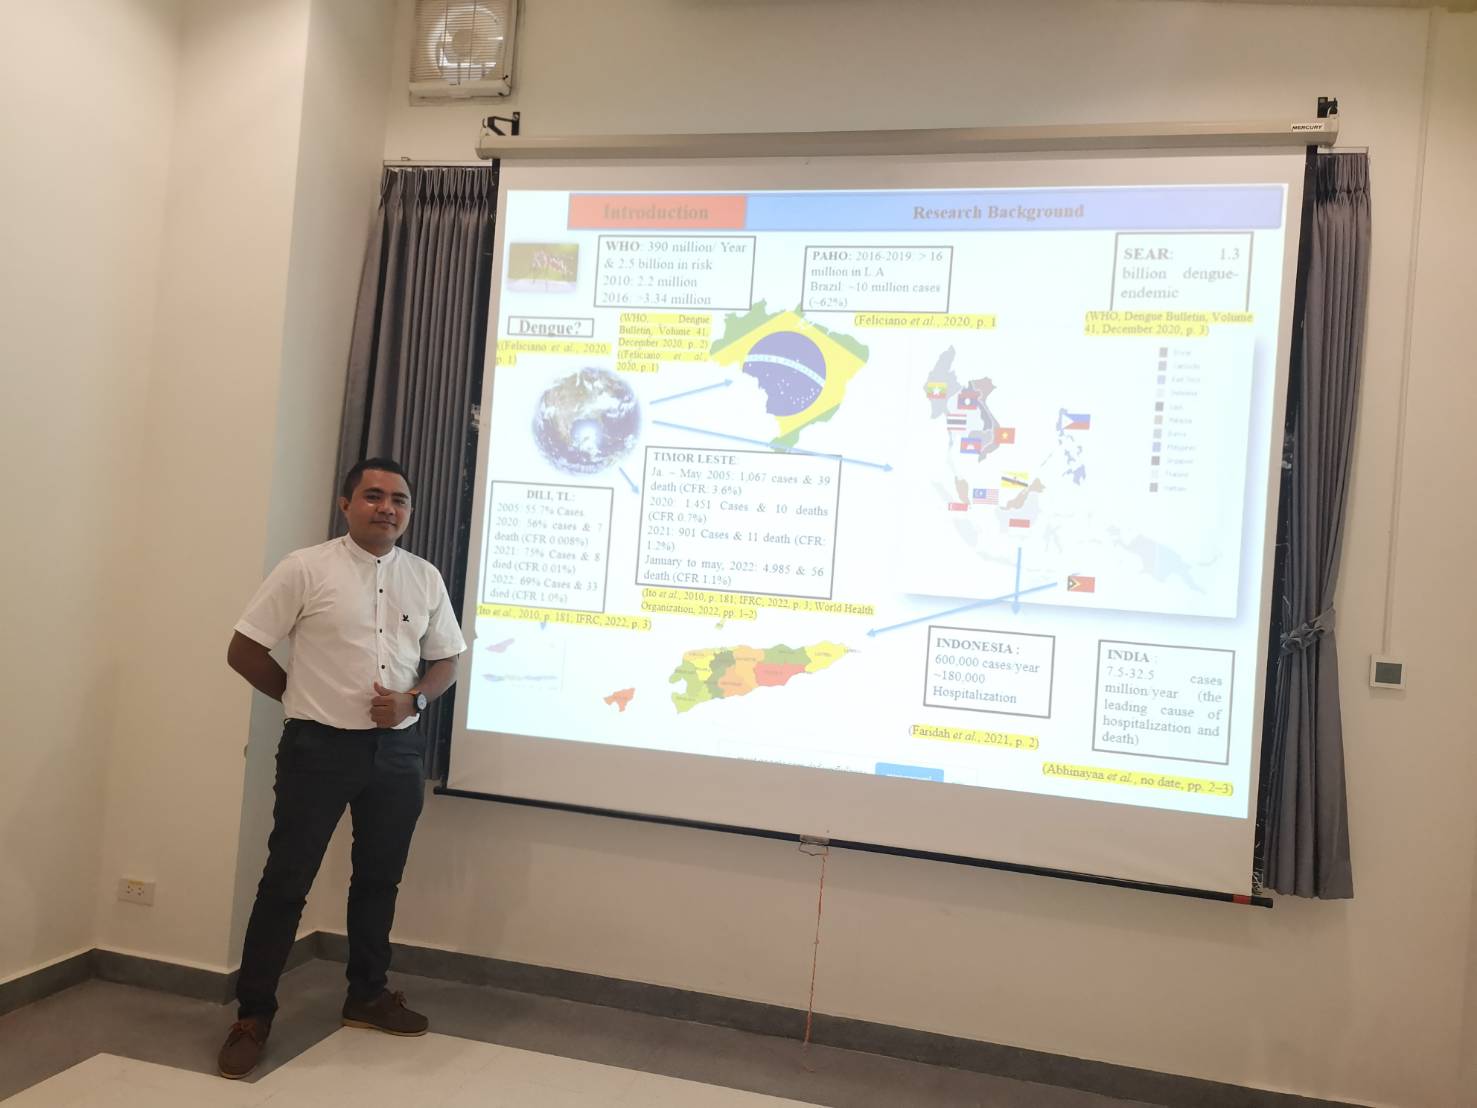 MERCURY
Introduction
Research Background
WHO: 390 million/ Year
& 2.5 billion in risk
2010: 2.2 million
2016: >3.34 million
PAHO: 2016-2019: > 16
million in L A
Brazil: ~10 million cases
(~62%)
SEAR: 1.3
billion dengue-
endemic
(WHO, Dengue Bulletin, Volume
41, December 2020, p. 3)
(Feliciano et al., 2020, p. 1
Dengue?
((Feliciano et al., 2020,
p. 1)
(WHO, Dengue
Bulletin, Volume 41,
December 2020, p. 2)
((Feliciano et al.,
2020, p. 1)
TIMOR LESTE:
Ja. – May 2005: 1,067 cases & 39
death (CFR: 3.6%)
2020: 1.451 Cases & 10 deaths
(CFR 0.7%)
2021: 901 Cases & 11 death (CFR:
1.2%)
January to may, 2022: 4.985 & 56
death (CFR 1.1%)
(Ito et al., 2010, p. 181, IFRC, 2022, p. 3, World Health
Organization, 2022, pp. 1–2)
DILI, TL:
2005: 55.7% Cases
2020: 56% cases & 7
death (CFR 0.008%)
2021: 75% Cases & 8
died (CFR 0.01%)
2022: 69% Cases & 33
died (CFR 1.0%)
(Ito et al., 2010, p. 181, IFRC, 2022, p. 3)
INDONESIA :
600,000 cases/year
~180,000
Hospitalization
(Faridah et al., 2021, p. 2)
INDIA :
7.5-32.5 cases
million/year (the
leading cause of
hospitalization and
death)
(Abhinayaa et al., no date, pp. 2–3)